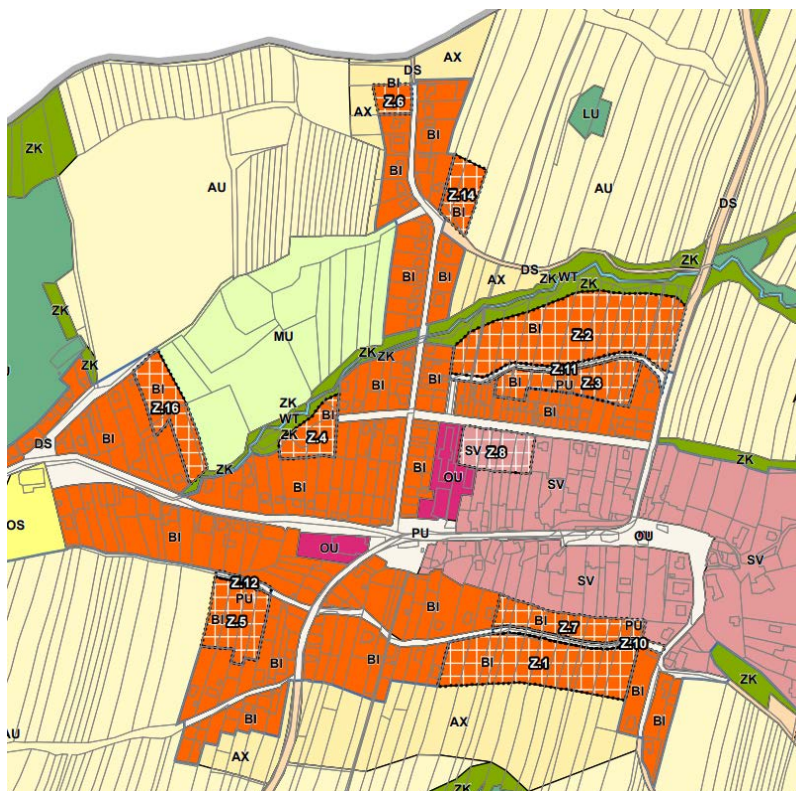 AX
DS
BI
Z.6
AX
LU
BI
ZK
BI
AU
Z.14
BI
AU
DS
BI
BI
DS
ZK
AX
ZK
WT
ZK
ZK
BI
Z.2
MU
ZK
ZK
Z.11
ZK
BI
BI
BI
PU
Z.3
BI
Z.16
ZK
WT
ZK
BI
Z.4
BI
DS
SV
Z.8
ZK
ZK
OU
BI
BI
SV
OS
BI
PU
OU
OU
SV
SV
Z.12
PU
BI
Z.5
BI
BI
Z.7
PU
Z.10
BI
BI
BI
Z.1
ZK
BI
BI
BI
AX
AU
AX
ZK